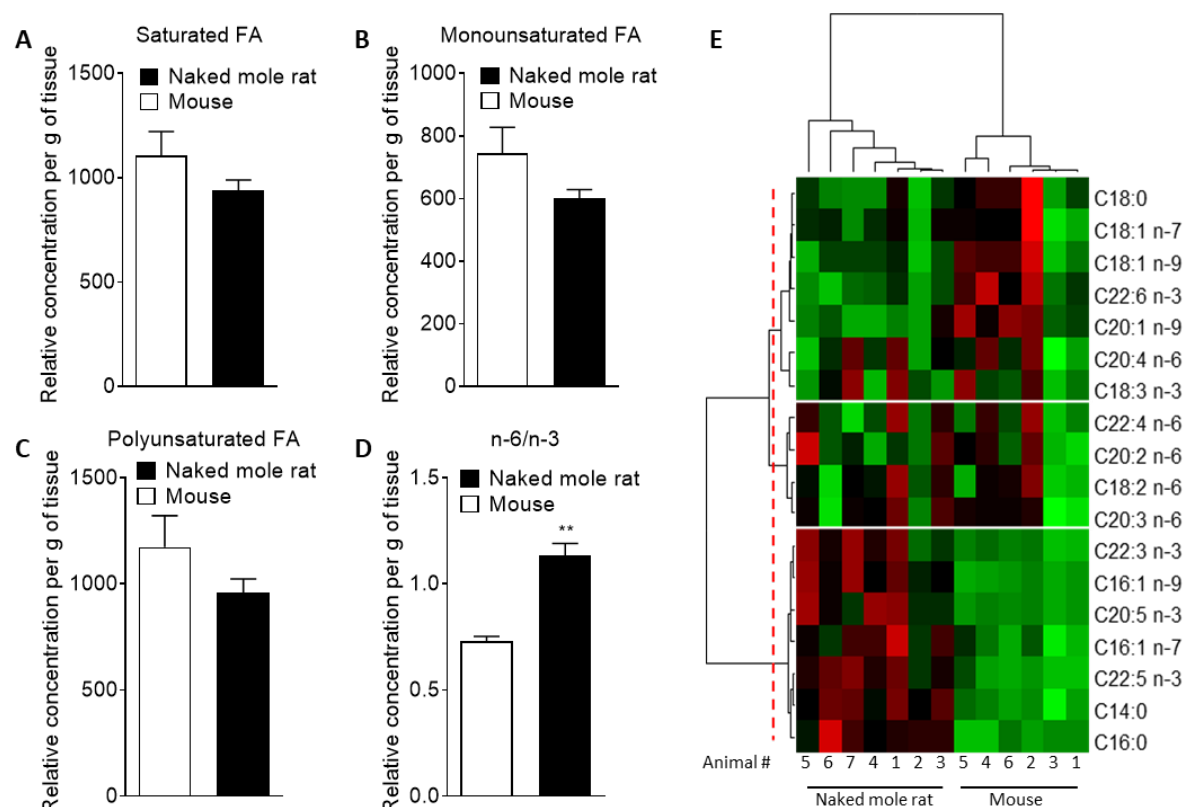 A
Saturated FA
Relative concentration per g of tissue
1500
1000
500
0
Naked mole rat
Mouse
B
Monounsaturated FA
Relative concentration per g of tissue
1000
800
600
400
200
0
Naked mole rat
Mouse
C
Polyunsaturated FA
Relative concentration per g of tissue
1500
1000
500
0
Naked mole rat
Mouse
D
n-6/n-3
Relative concentration per g of tissue
1.5
1.0
0.5
0.0
Naked mole rat
Mouse
**
E
C18:0
C18:1 n-7
C18:1 n-9
C22:6 n-3
C20:1 n-9
C20:4 n-6
C18:3 n-3
C22:4 n-6
C20:2 n-6
C18:2 n-6
C20:3 n-6
C22:3 n-3
C16:1 n-9
C20:5 n-3
C16:1 n-7
C22:5 n-3
C14:0
C16:0
Animal # 5 6 7 4 1 2 3 5 4 6 2 3 1
Naked mole rat Mouse